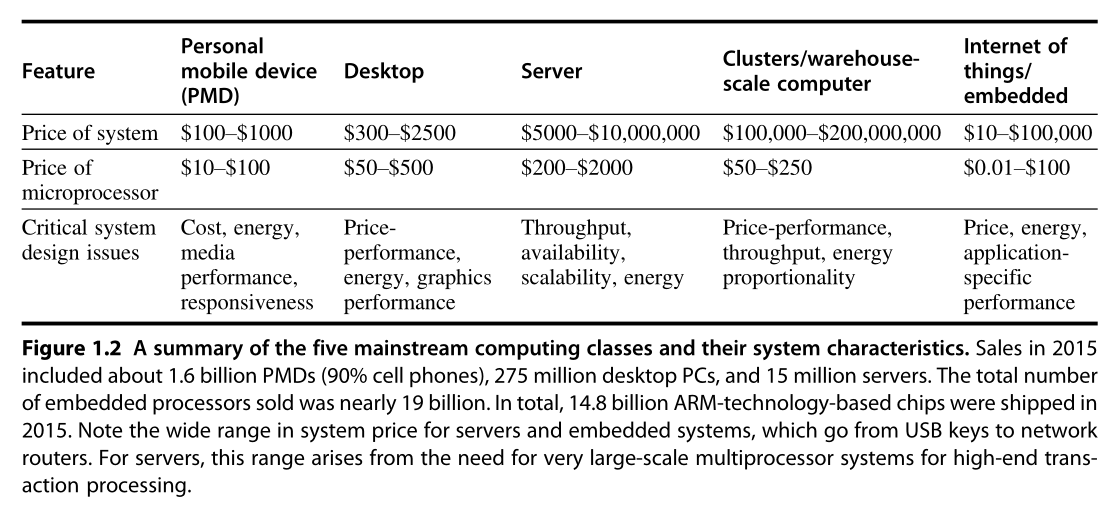 Feature
Personal
mobile device
(PMD)
Desktop
Server
Clusters/warehouse-
scale computer
Internet of
things/
embedded
Price of system
$100–$1000
$300–$2500
$5000–$10,000,000
$100,000–$200,000,000
$10–$100,000
Price of
microprocessor
$10–$100
$50–$500
$200–$2000
$50–$250
$0.01–$100
Critical system
design issues
Cost, energy,
media
performance,
responsiveness
Price-
performance,
energy, graphics
performance
Throughput,
availability,
scalability, energy
Price-performance,
throughput, energy
proportionality
Price, energy,
application-
specific
performance
Figure 1.2 A summary of the five mainstream computing classes and their system characteristics. Sales in 2015
included about 1.6 billion PMDs (90% cell phones), 275 million desktop PCs, and 15 million servers. The total number
of embedded processors sold was nearly 19 billion. In total, 14.8 billion ARM-technology-based chips were shipped in
2015. Note the wide range in system price for servers and embedded systems, which go from USB keys to network
routers. For servers, this range arises from the need for very large-scale multiprocessor systems for high-end trans-
action processing.